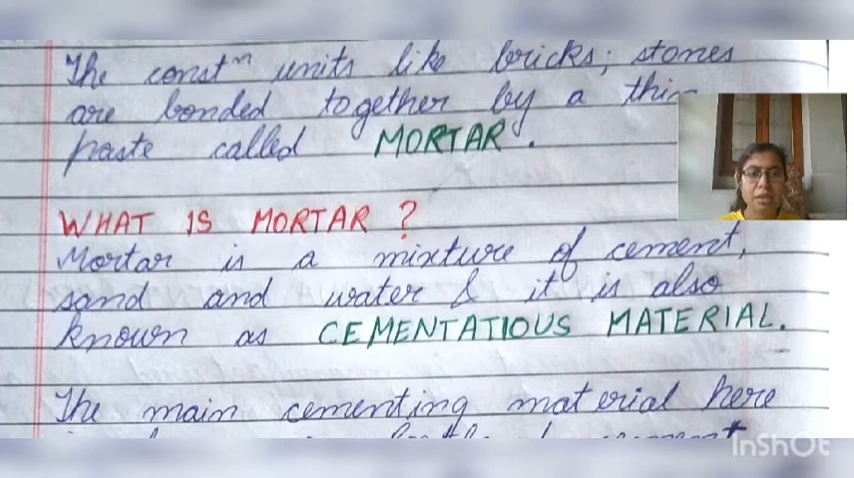 The constⁿ units like bricks, stones
are bonded together by a
paste called MORTAR.
WHAT IS MORTAR ?
Mortar is a mixture of cement,
sand and water & it is also
known as CEMENTATIOUS MATERIAL.
The main cementing material here
InShOt